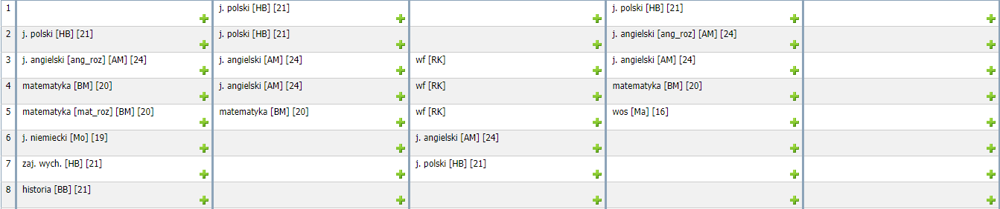 1 j. polski [HB] [21] j. polski [HB] [21]
2 j. polski [HB] [21] j. polski [HB] [21] j. angielski [ang_roz] [AM] [24]
3 j. angielski [ang_roz] [AM] [24] j. angielski [AM] [24] wf [RK] j. angielski [AM] [24]
4 matematyka [BM] [20] j. angielski [AM] [24] wf [RK] matematyka [BM] [20]
5 matematyka [mat_roz] [BM] [20] matematyka [BM] [20] wf [RK] wos [Ma] [16]
6 j. niemiecki [Mo] [19] j. angielski [AM] [24]
7 zaj. wych. [HB] [21] j. polski [HB] [21]
8 historia [BB] [21]